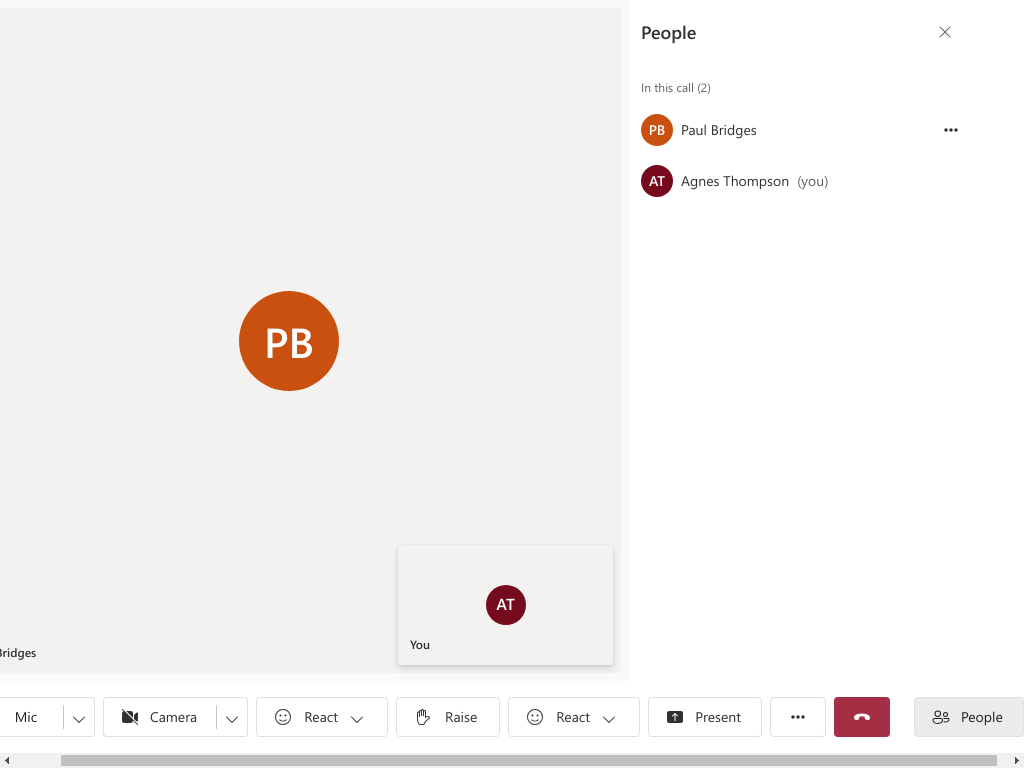 People
In this call (2)
PB Paul Bridges
AT Agnes Thompson (you)
PB
AT
You
Bridges
Mic
Camera
React
Raise
React
Present
People